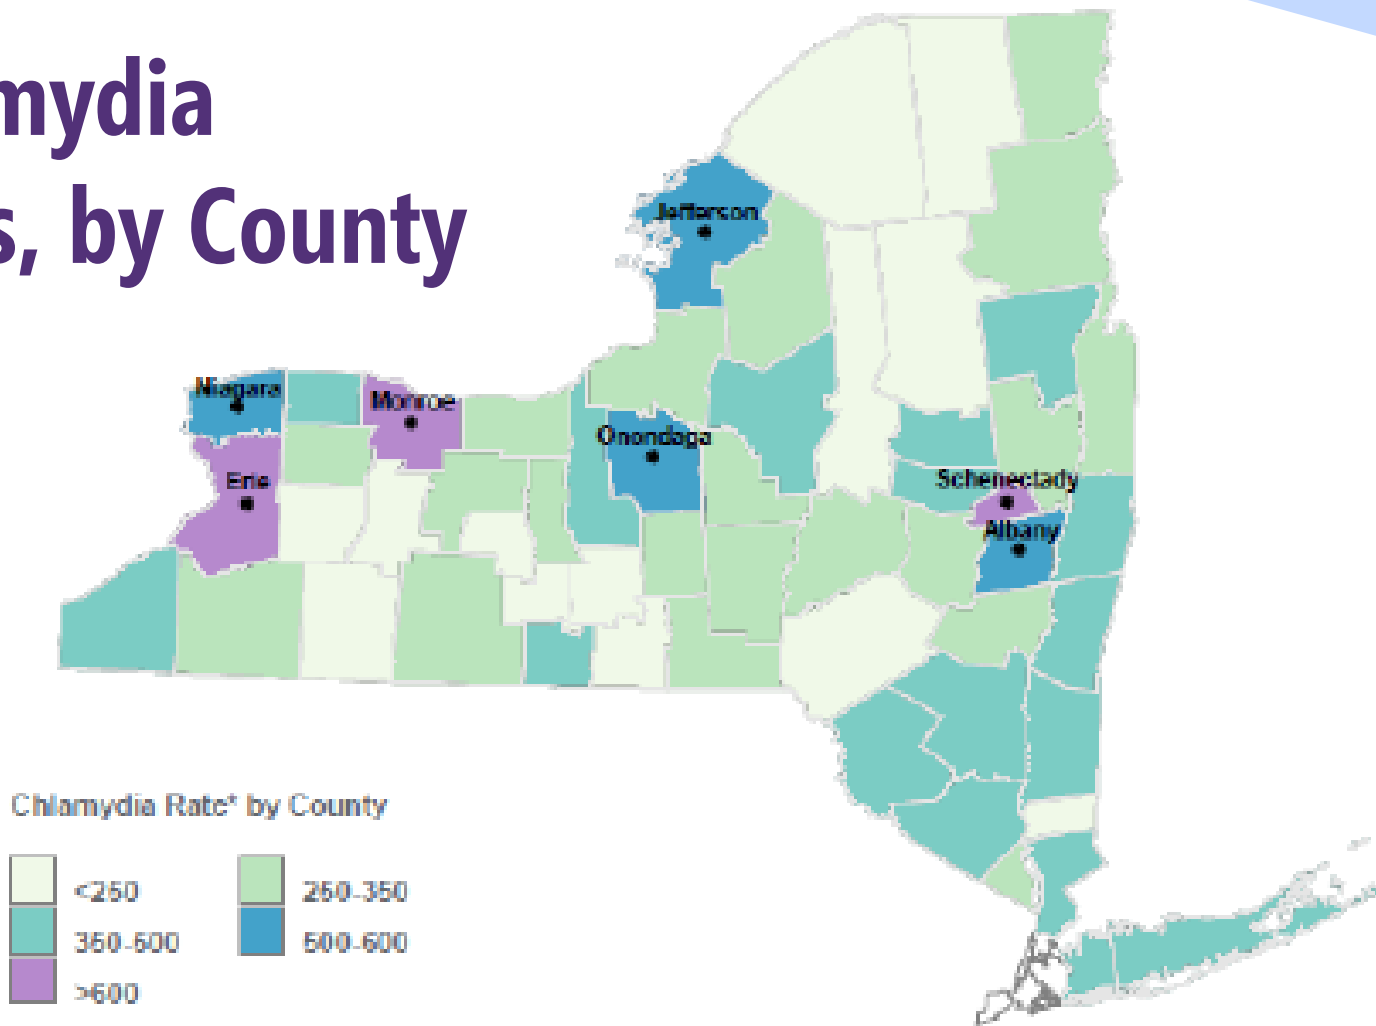 mydia
s, by County
Jefferson
Niagara
Monroe
Onondaga
Erie
Schenectady
Albany
Chlamydia Rate* by County
<250
250-350
350-500
500-600
>600